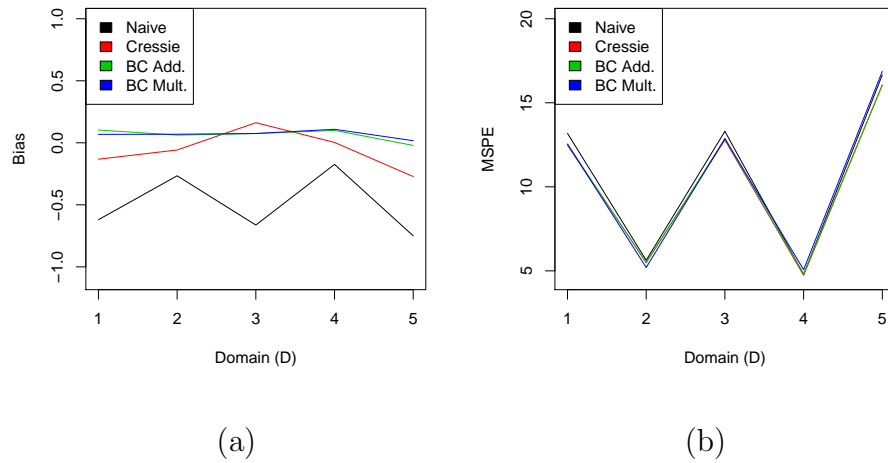 Naive
Cressie
BC Add.
BC Mult.
1.0
0.5
0.0
−0.5
−1.0
Bias
1 2 3 4 5
Domain (D)
(a)
Naive
Cressie
BC Add.
BC Mult.
20
15
10
5
MSPE
1 2 3 4 5
Domain (D)
(b)